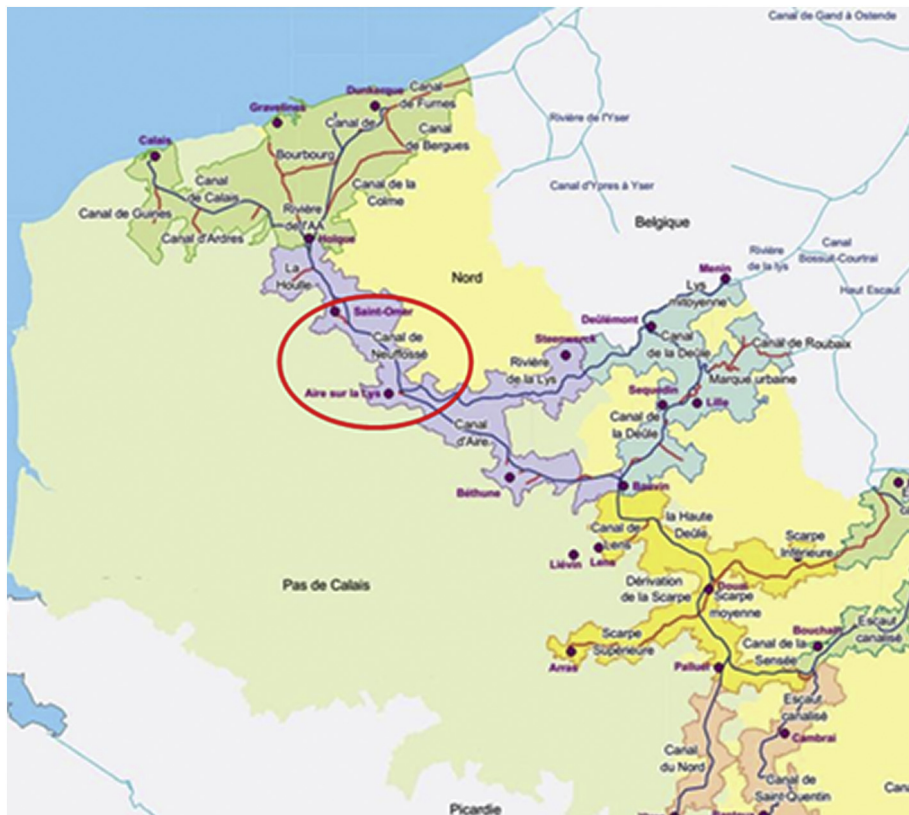 Canal de Gand à Ostende
Dunkerque
Canal
de Furnes
Gravelines
Canal de
Rivière de l'Yser
Calais
Bourbourg
Canal
de Bergues
Canal
de Calais
Canal de la
Colme
Canal d'Ypres à Yser
Canal de Guines
Rivière
de l'AA
Canal d'Ardres
Holque
Belgique
Canal
Bossuit-Courtrai
Rivière
de la lys
La
Houlle
Nord
Menin
Haut Escaut
Lys
mitoyenne
Saint-Omer
Deûlémont
Canal de
Neuffossé
Steenwerck
Canal
de la Deûle
Canal de Roubaix
Rivière
de la Lys
Marque urbaine
Aire sur la Lys
Sequedin
Lille
Canal
d'Aire
Canal de
la Deûle
Béthune
Bauvin
la Haute
Deûle
Canal de
Lens
Scarpe
Inférieure
Liévin
Lens
Pas de Calais
Dérivation
de la Scarpe
Douai
Scarpe
moyenne
Scarpe
Supérieure
Bouchain
Escaut
canalisé
Canal de la
Sensée
Arras
Palluel
Escaut
canalisé
Cambrai
Canal
du Nord
Canal de
Saint Quentin
Cana
Picardie